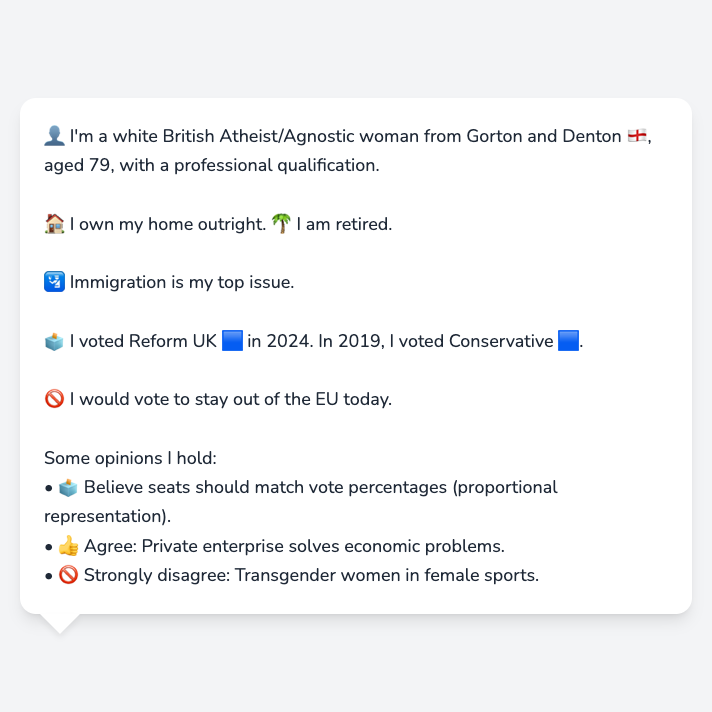 👤 I'm a white British Atheist/Agnostic woman from Gorton and Denton 🏴󠁧󠁢󠁥󠁮󠁧󠁿,
aged 79, with a professional qualification.
🏠 I own my home outright. 🌴 I am retired.
🛂 Immigration is my top issue.
🗳️ I voted Reform UK 🟦 in 2024. In 2019, I voted Conservative 🟦.
🚫 I would vote to stay out of the EU today.
Some opinions I hold:
• 🗳️ Believe seats should match vote percentages (proportional
representation).
• 👍 Agree: Private enterprise solves economic problems.
• 🚫 Strongly disagree: Transgender women in female sports.